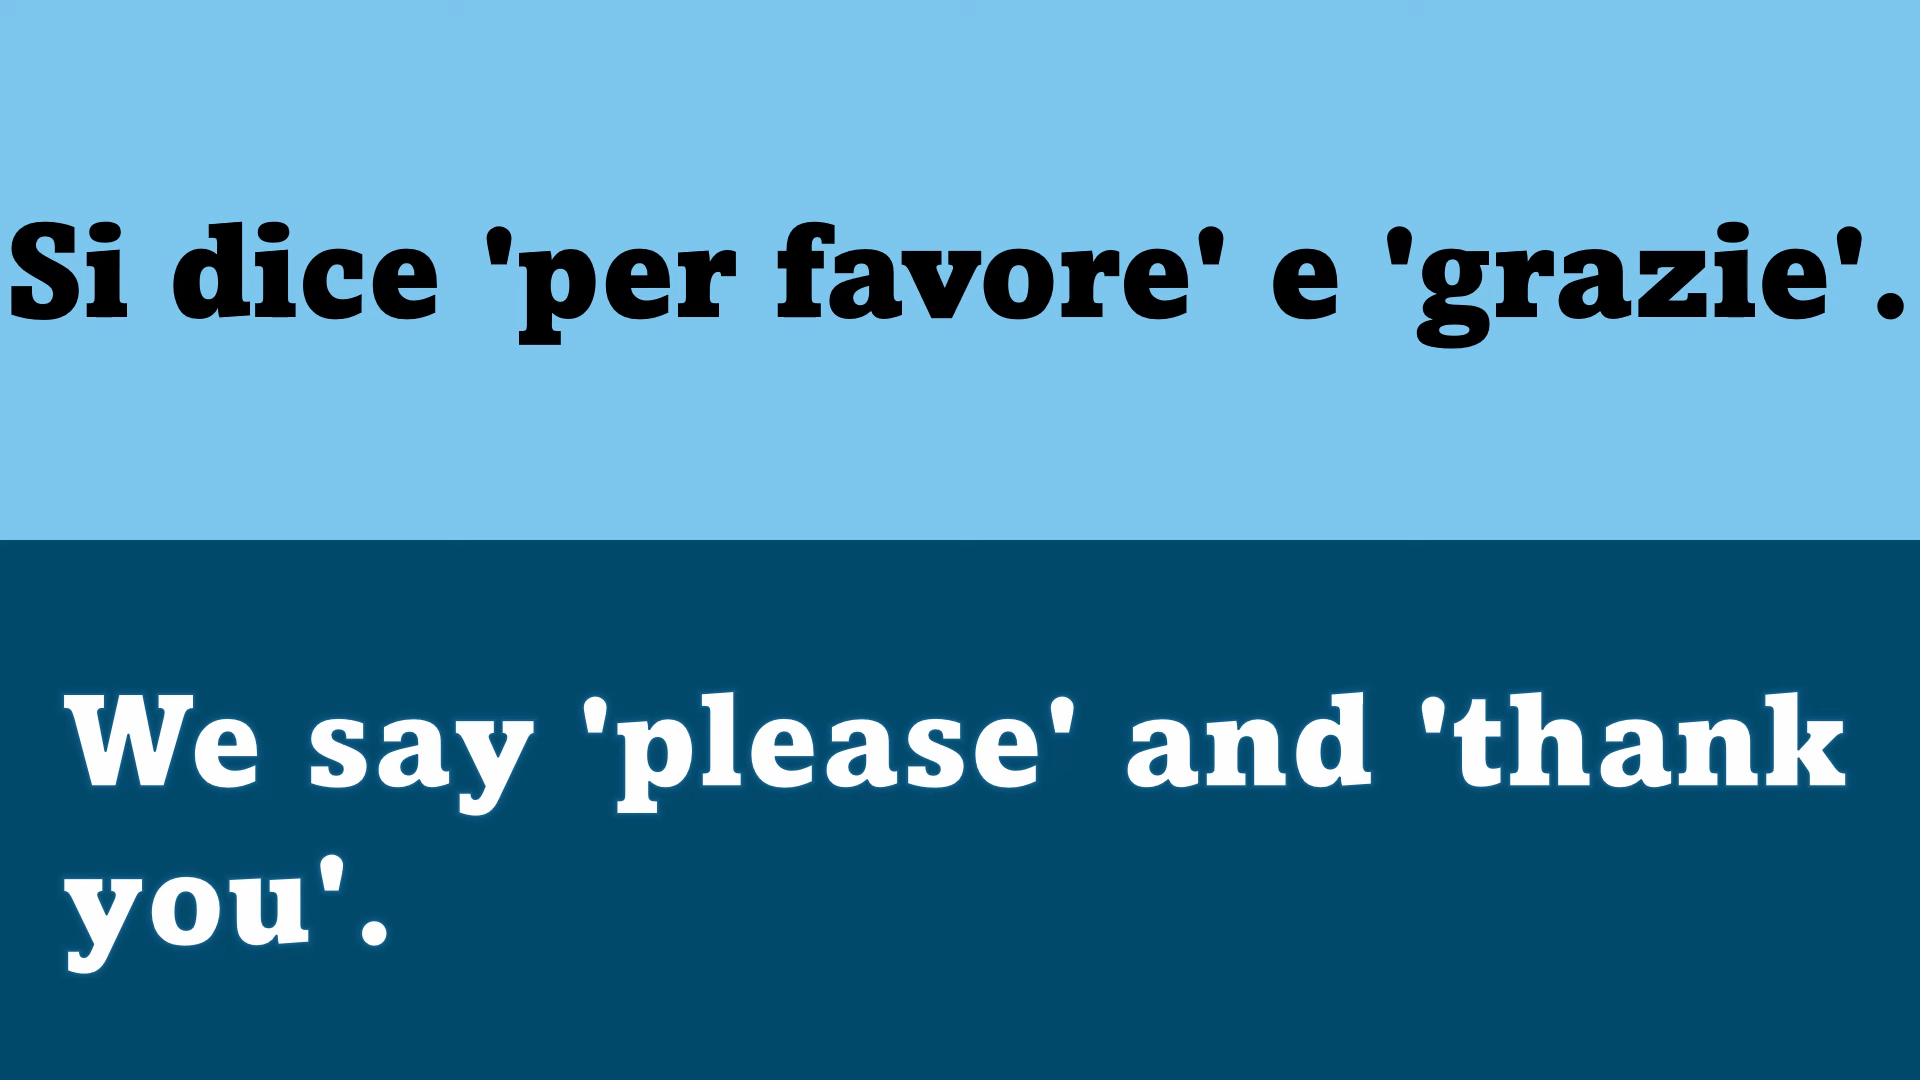 Si dice 'per favore' e 'grazie'.
We say 'please' and 'thank
you'.